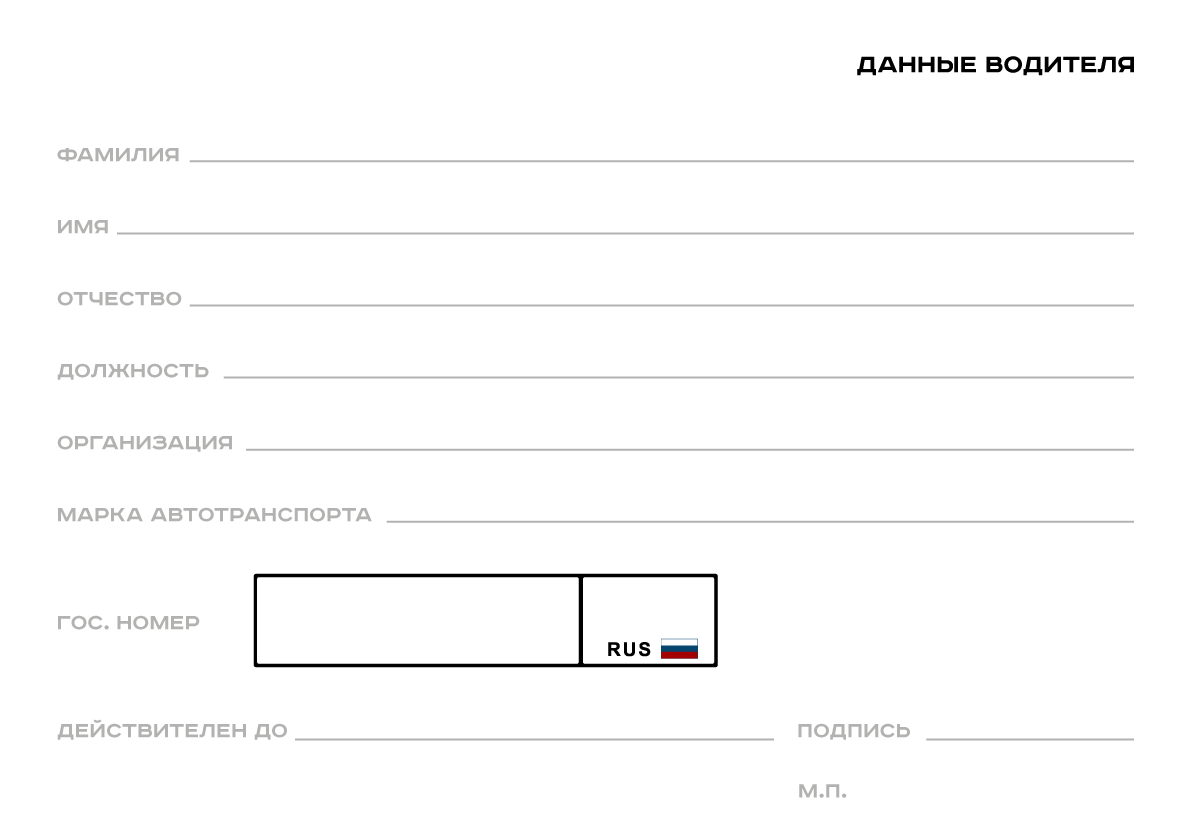 ДАННЫЕ ВОДИТЕЛЯ
ФАМИЛИЯ
ИМЯ
ОТЧЕСТВО
ДОЛЖНОСТЬ
ОРГАНИЗАЦИЯ
МАРКА АВТОТРАНСПОРТА
ГОС. НОМЕР
RUS
ДЕЙСТВИТЕЛЕН ДО ПОДПИСЬ
М.П.